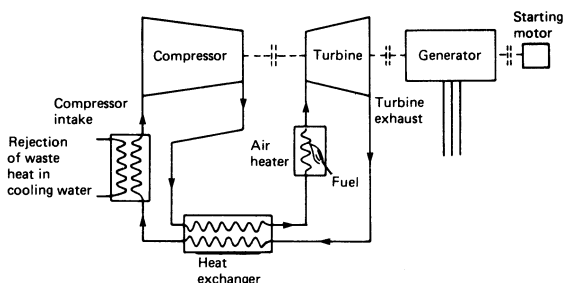 Starting
motor
Compressor
Turbine
Generator
Compressor
intake
Turbine
exhaust
Rejection
of waste
heat in
cooling water
Air
heater
Fuel
Heat
exchanger